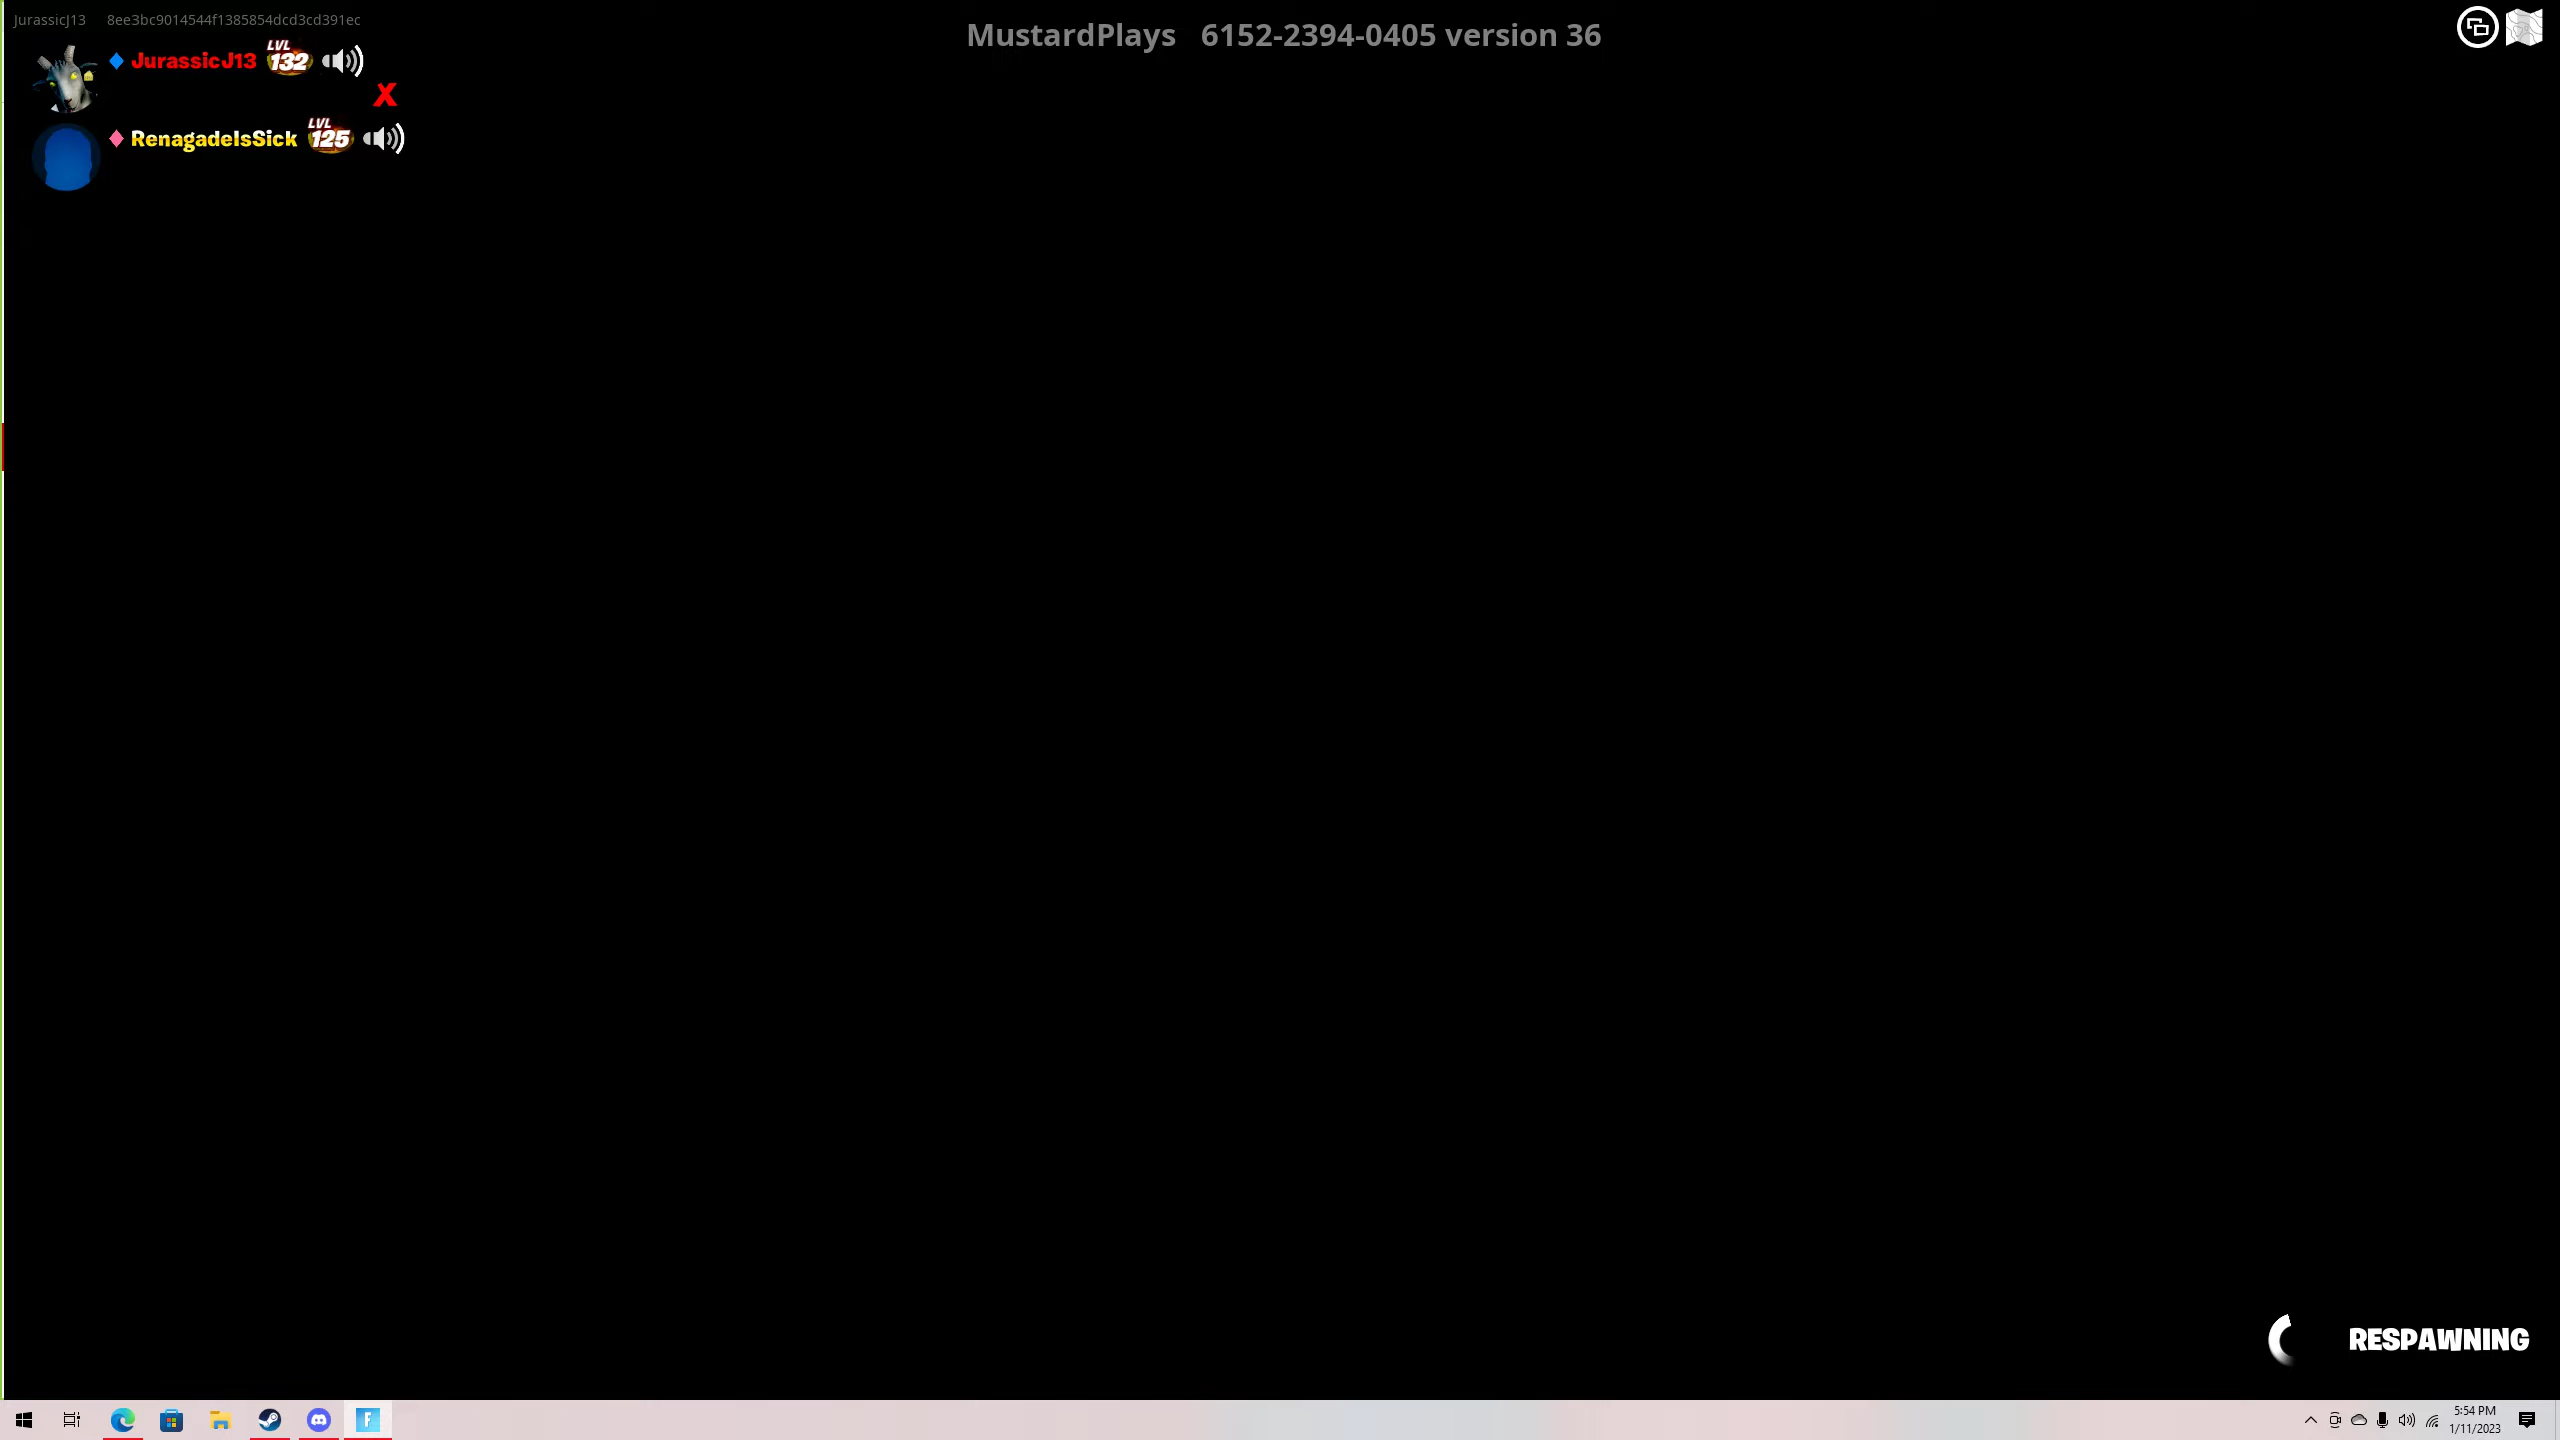 JurassicJ13 8ee3bc9014544f1385854dcd3cd391ec
MustardPlays 6152-2394-0405 version 36
JurassicJ13 LVL 132
X
RenagadeIsSick LVL 125
RESPAWNING
F
5:54 PM
1/11/2023